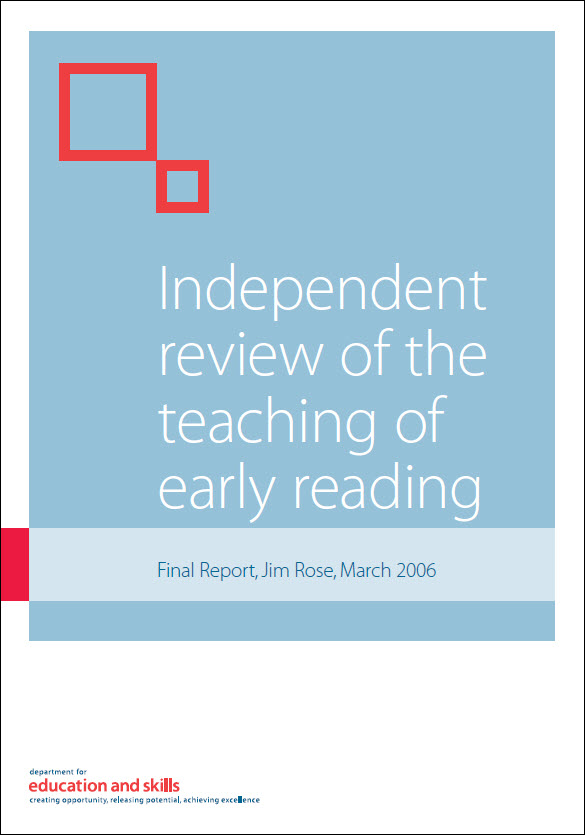 Independent
review of the
teaching of
early reading
Final Report, Jim Rose, March 2006
department for
education and skills
creating opportunity, releasing potential, achieving excellence